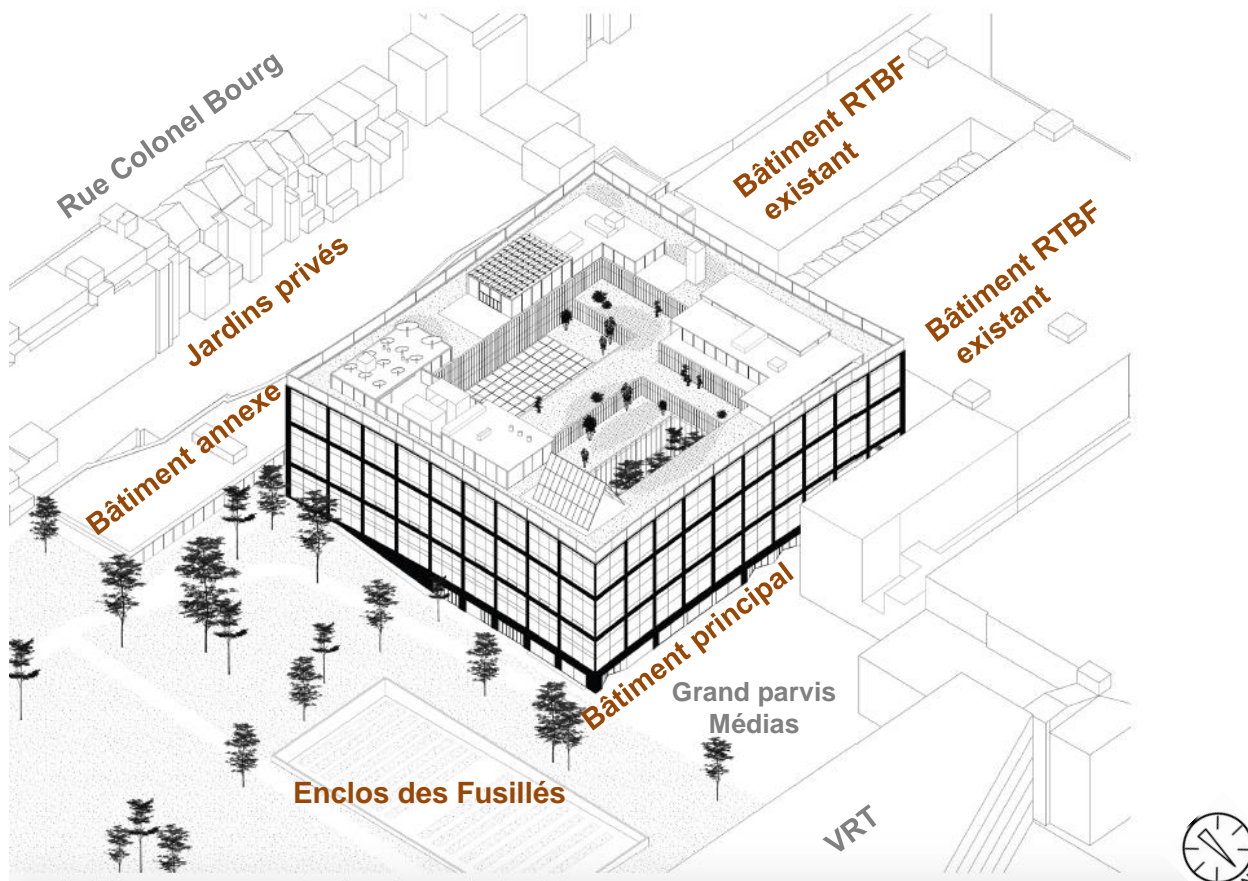 Rue Colonel Bourg
Bâtiment RTBF
existant
Bâtiment RTBF
existant
Jardins privés
Bâtiment annexe
Bâtiment principal
Grand parvis
Médias
Enclos des Fusillés
VRT